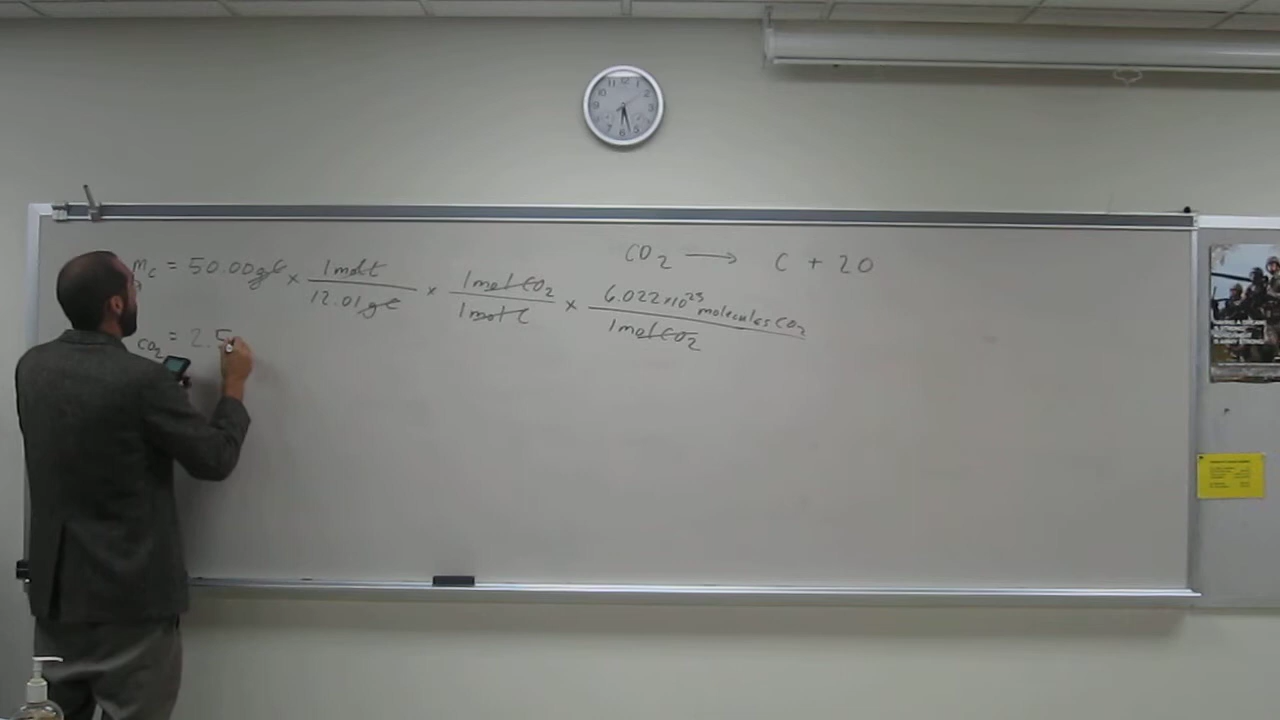 CO₂ → C + 2O
m_C = 50.00 g C × 1 mol C / 12.01 g C × 1 mol CO₂ / 1 mol C × 6.022 × 10²³ molecules CO₂ / 1 mol CO₂
CO₂ = 2.5